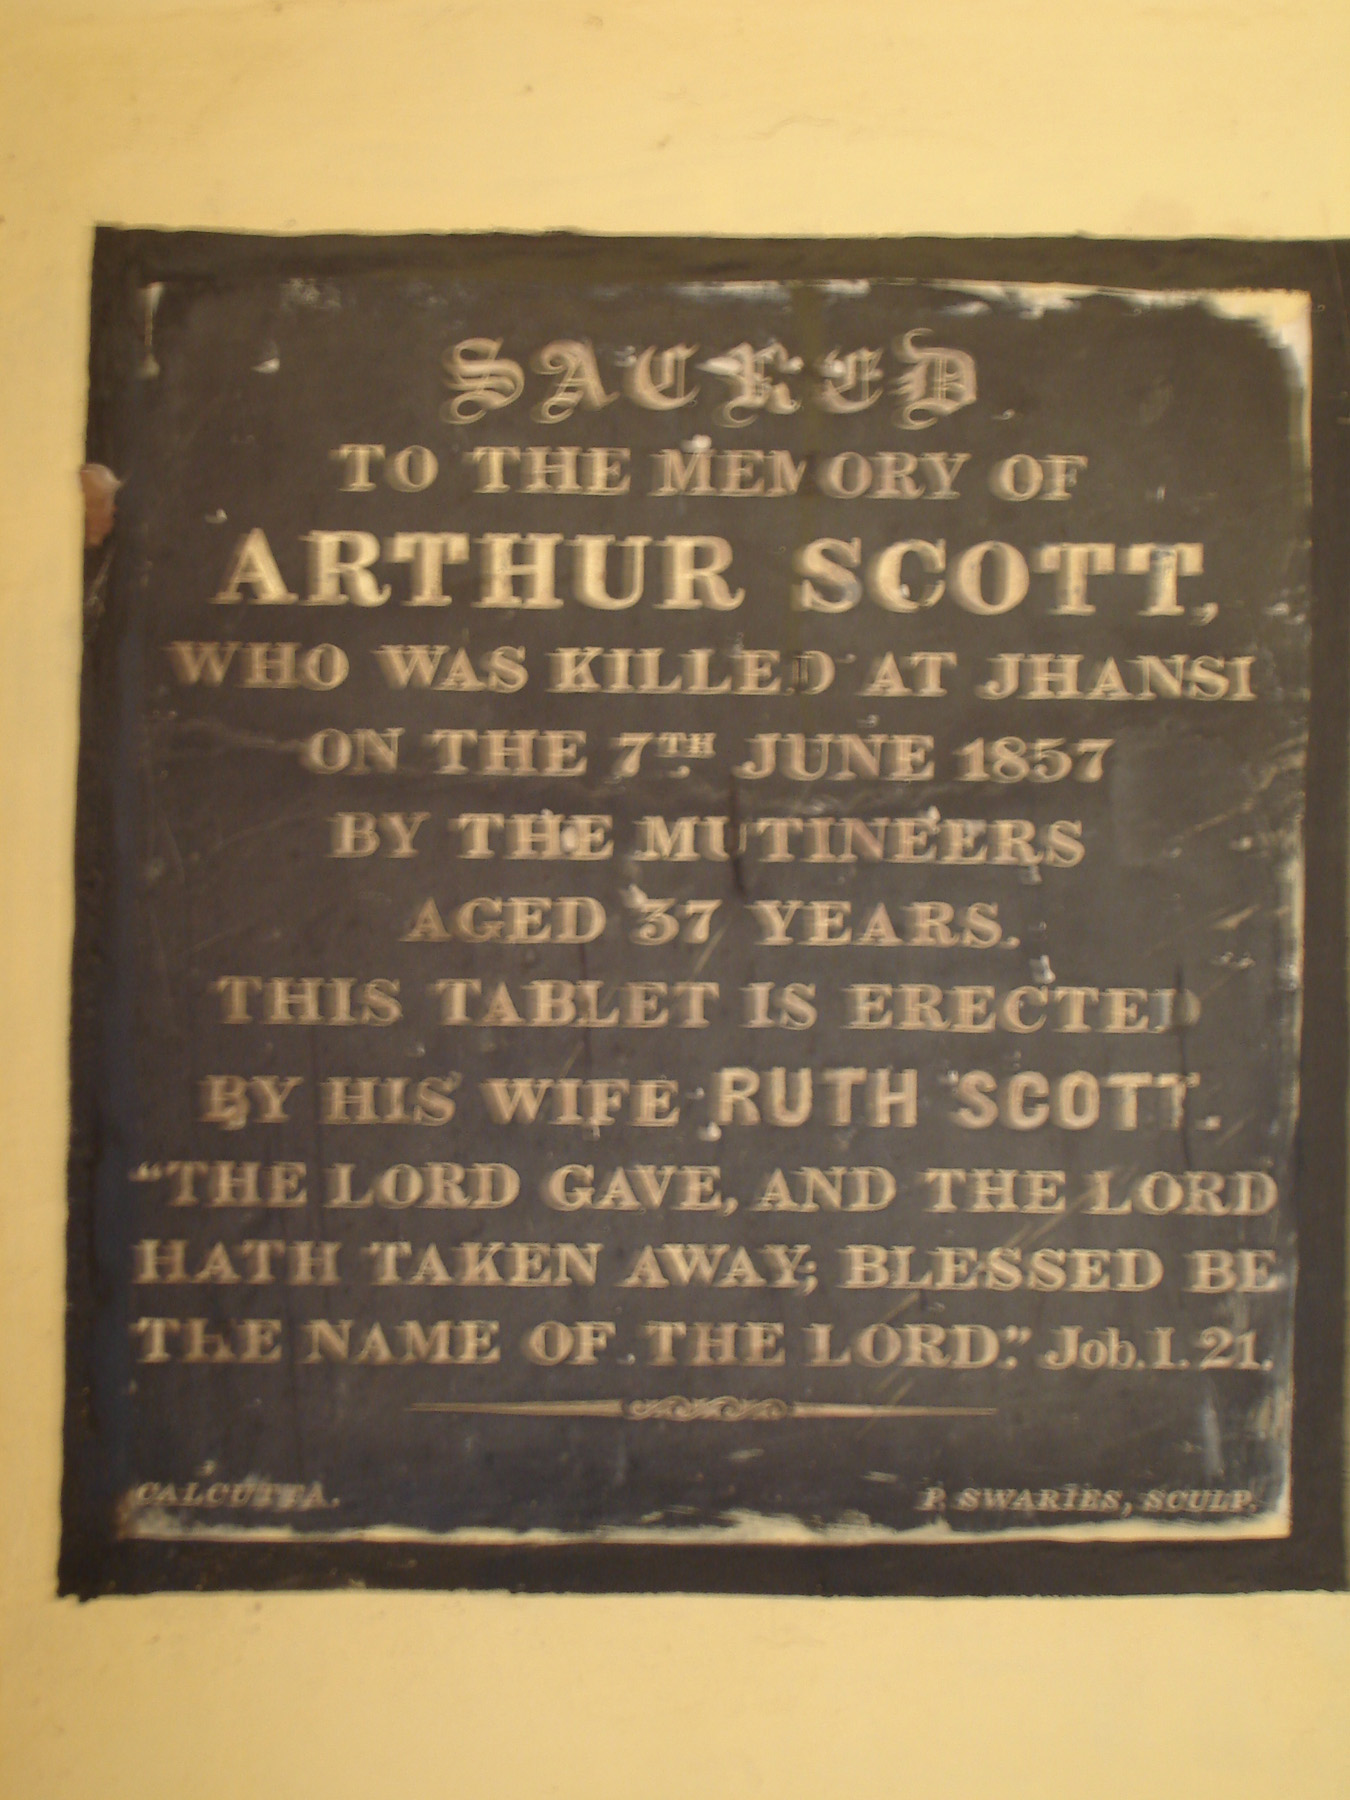 SACRED
TO THE MEMORY OF
ARTHUR SCOTT,
WHO WAS KILLED AT JHANSI
ON THE 7TH JUNE 1857
BY THE MUTINEERS
AGED 37 YEARS.
THIS TABLET IS ERECTED
BY HIS WIFE RUTH SCOTT.
“THE LORD GAVE, AND THE LORD
HATH TAKEN AWAY; BLESSED BE
THE NAME OF THE LORD.” Job. I. 21.
CALCUTTA. P. SWARIES, SCULP.